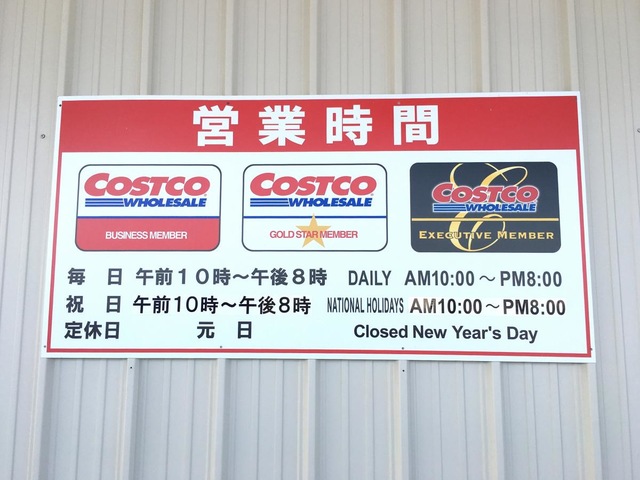 営業時間
COSTCO WHOLESALE BUSINESS MEMBER
COSTCO WHOLESALE GOLD STAR MEMBER
COSTCO WHOLESALE EXECUTIVE MEMBER
毎 日 午前10時～午後8時 DAILY AM10:00～PM8:00
祝 日 午前10時～午後8時 NATIONAL HOLIDAYS AM10:00～PM8:00
定休日 元 日 Closed New Year's Day